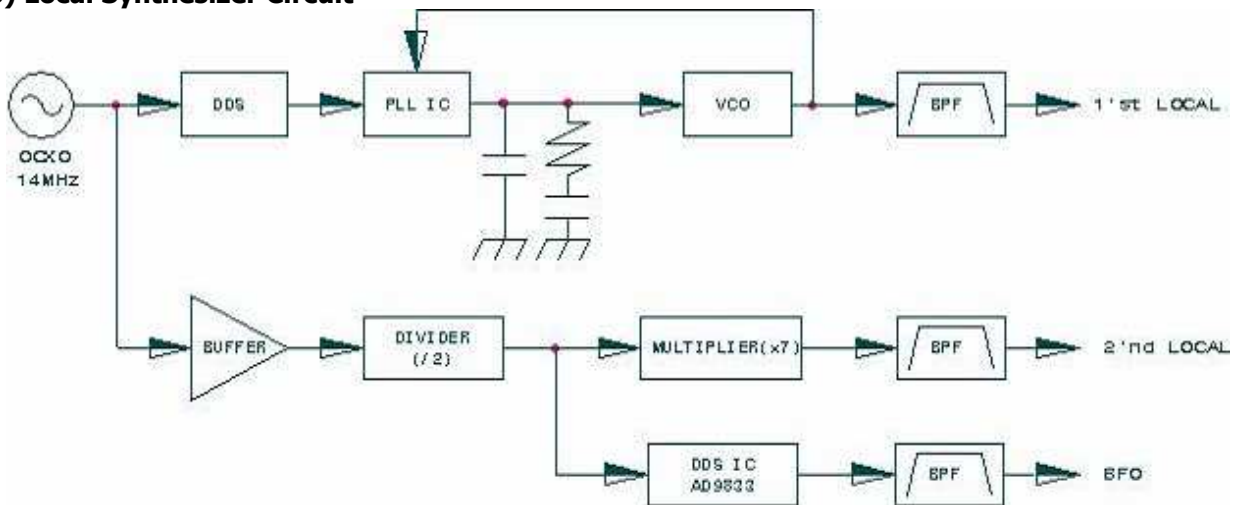 ) Local Synthesizer Circuit
DDS
PLL IC
VCO
BPF
1'st LOCAL
OCXO
14MHz
BUFFER
DIVIDER
(/2)
MULTIPLIER(x7)
BPF
2'nd LOCAL
DDS IC
AD9833
BPF
BFO